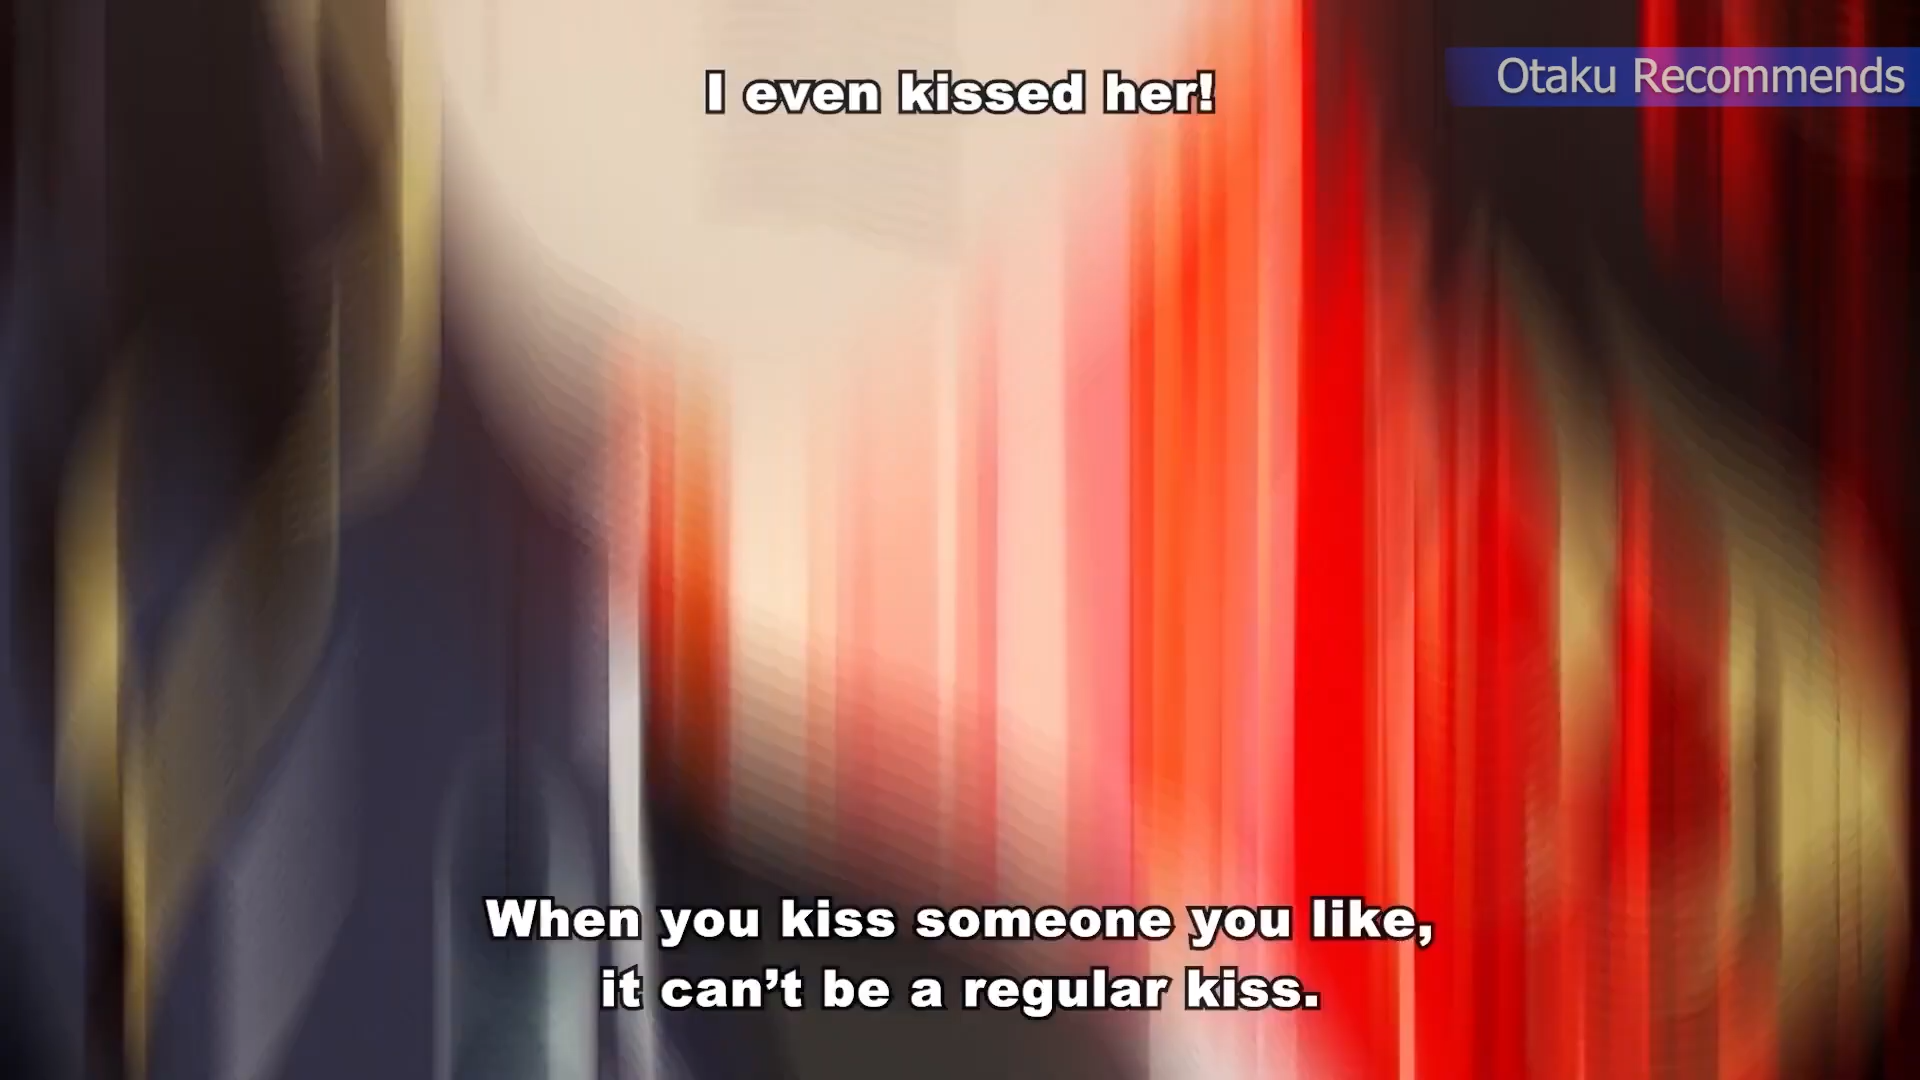 I even kissed her!
Otaku Recommends
When you kiss someone you like,
it can’t be a regular kiss.